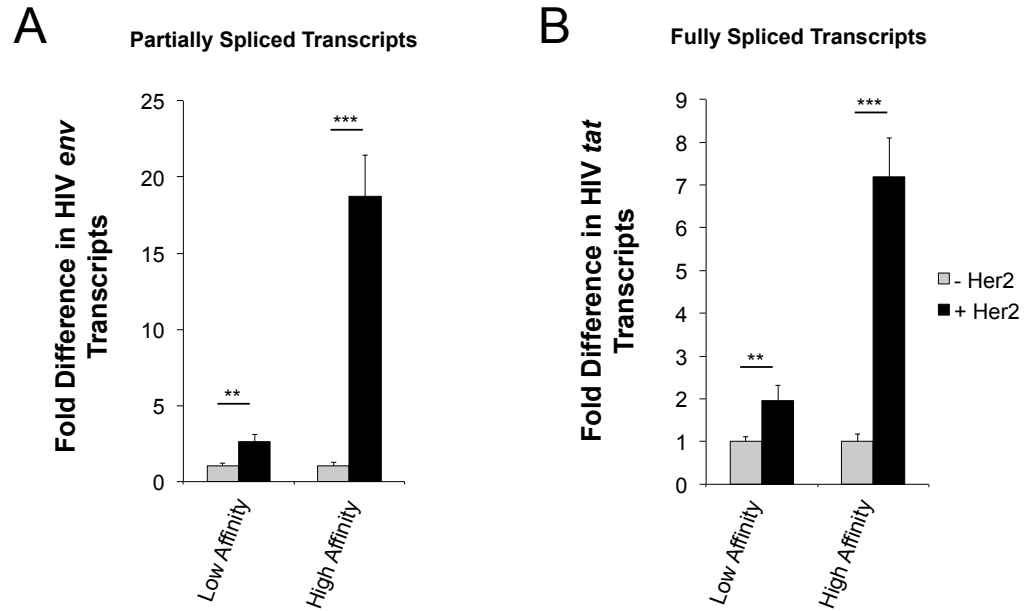 A
Partially Spliced Transcripts
Fold Difference in HIV env
Transcripts
25
20
15
10
5
0
**
***
Low Affinity
High Affinity
B
Fully Spliced Transcripts
Fold Difference in HIV tat
Transcripts
9
8
7
6
5
4
3
2
1
0
**
***
Low Affinity
High Affinity
- Her2
+ Her2